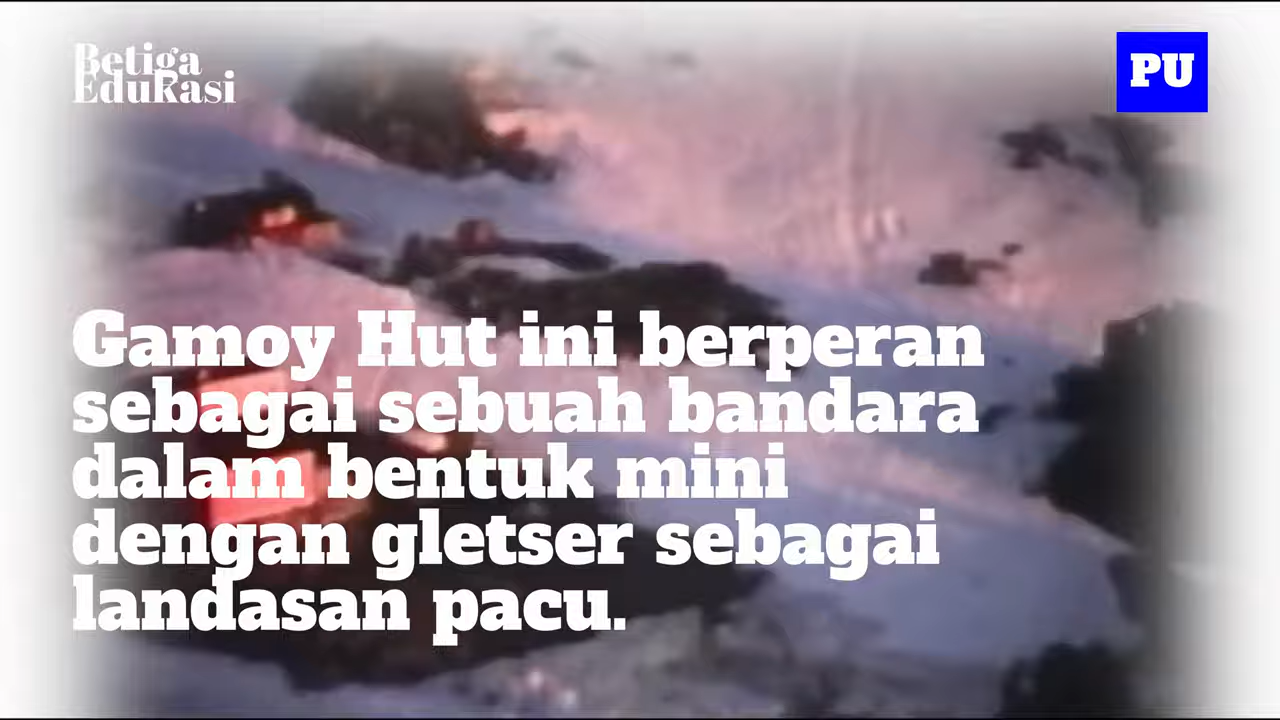 Betiga
Edukasi
PU
Gamoy Hut ini berperan
sebagai sebuah bandara
dalam bentuk mini
dengan gletser sebagai
landasan pacu.